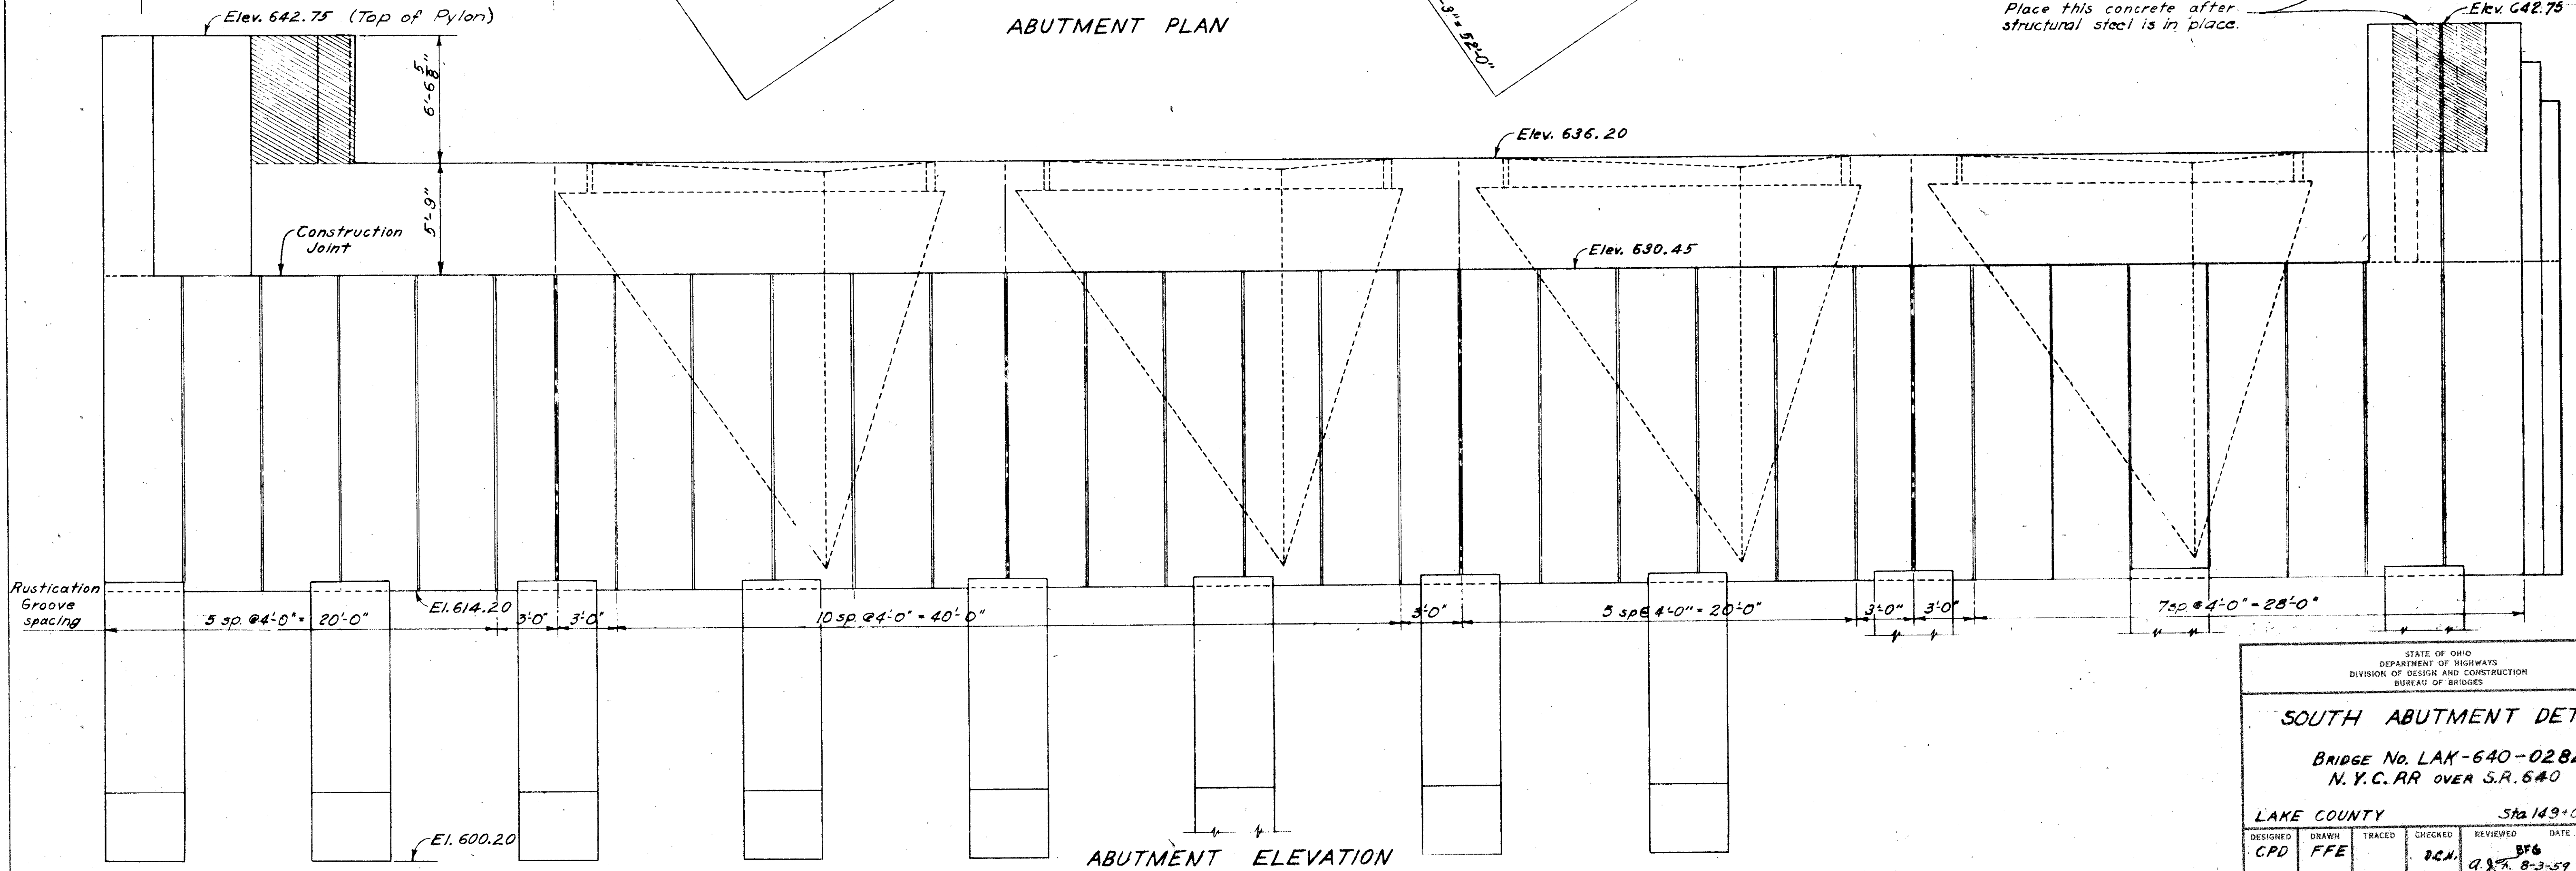 Elev. 642.75 (Top of Pylon)
ABUTMENT PLAN
-3" = 52'-0"
Place this concrete after
structural steel is in place.
Elev. 642.75
6'-6 5/8"
5'-9"
Construction
Joint
Elev. 636.20
Elev. 630.45
Rustication
Groove
spacing
5 sp. @ 4'-0" = 20'-0"
El. 614.20
3'-0"
3'-0"
10 sp. @ 4'-0" = 40'-0"
3'-0"
5 sp @ 4'-0" = 20'-0"
3'-0"
3'-0"
7 sp. @ 4'-0" = 28'-0"
El. 600.20
ABUTMENT ELEVATION
STATE OF OHIO
DEPARTMENT OF HIGHWAYS
DIVISION OF DESIGN AND CONSTRUCTION
BUREAU OF BRIDGES
SOUTH ABUTMENT DET
BRIDGE No. LAK-640-028
N.Y.C. RR OVER S.R. 640
LAKE COUNTY Sta 149+
DESIGNED DRAWN TRACED CHECKED REVIEWED DATE
CPD FFE D.C.N. BFG
8-3-59